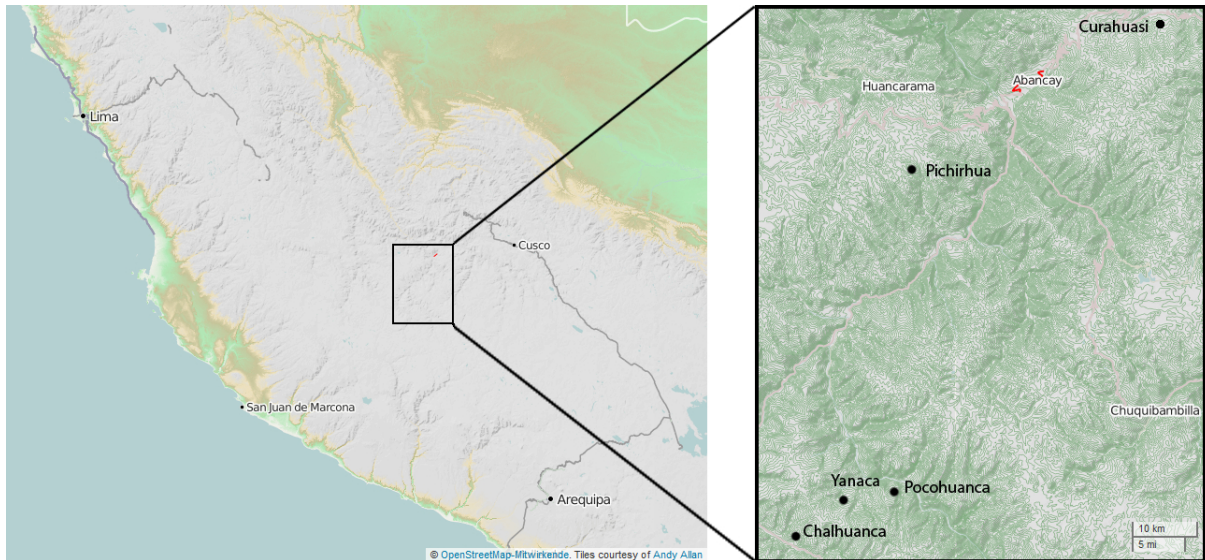 Lima
Cusco
San Juan de Marcona
Arequipa
© OpenStreetMap-Mitwirkende. Tiles courtesy of Andy Allan
Curahuasi
Abancay
Huancarama
Pichirhua
Chuquibambilla
Yanaca
Pocohuanca
Chalhuanca
10 km
5 mi